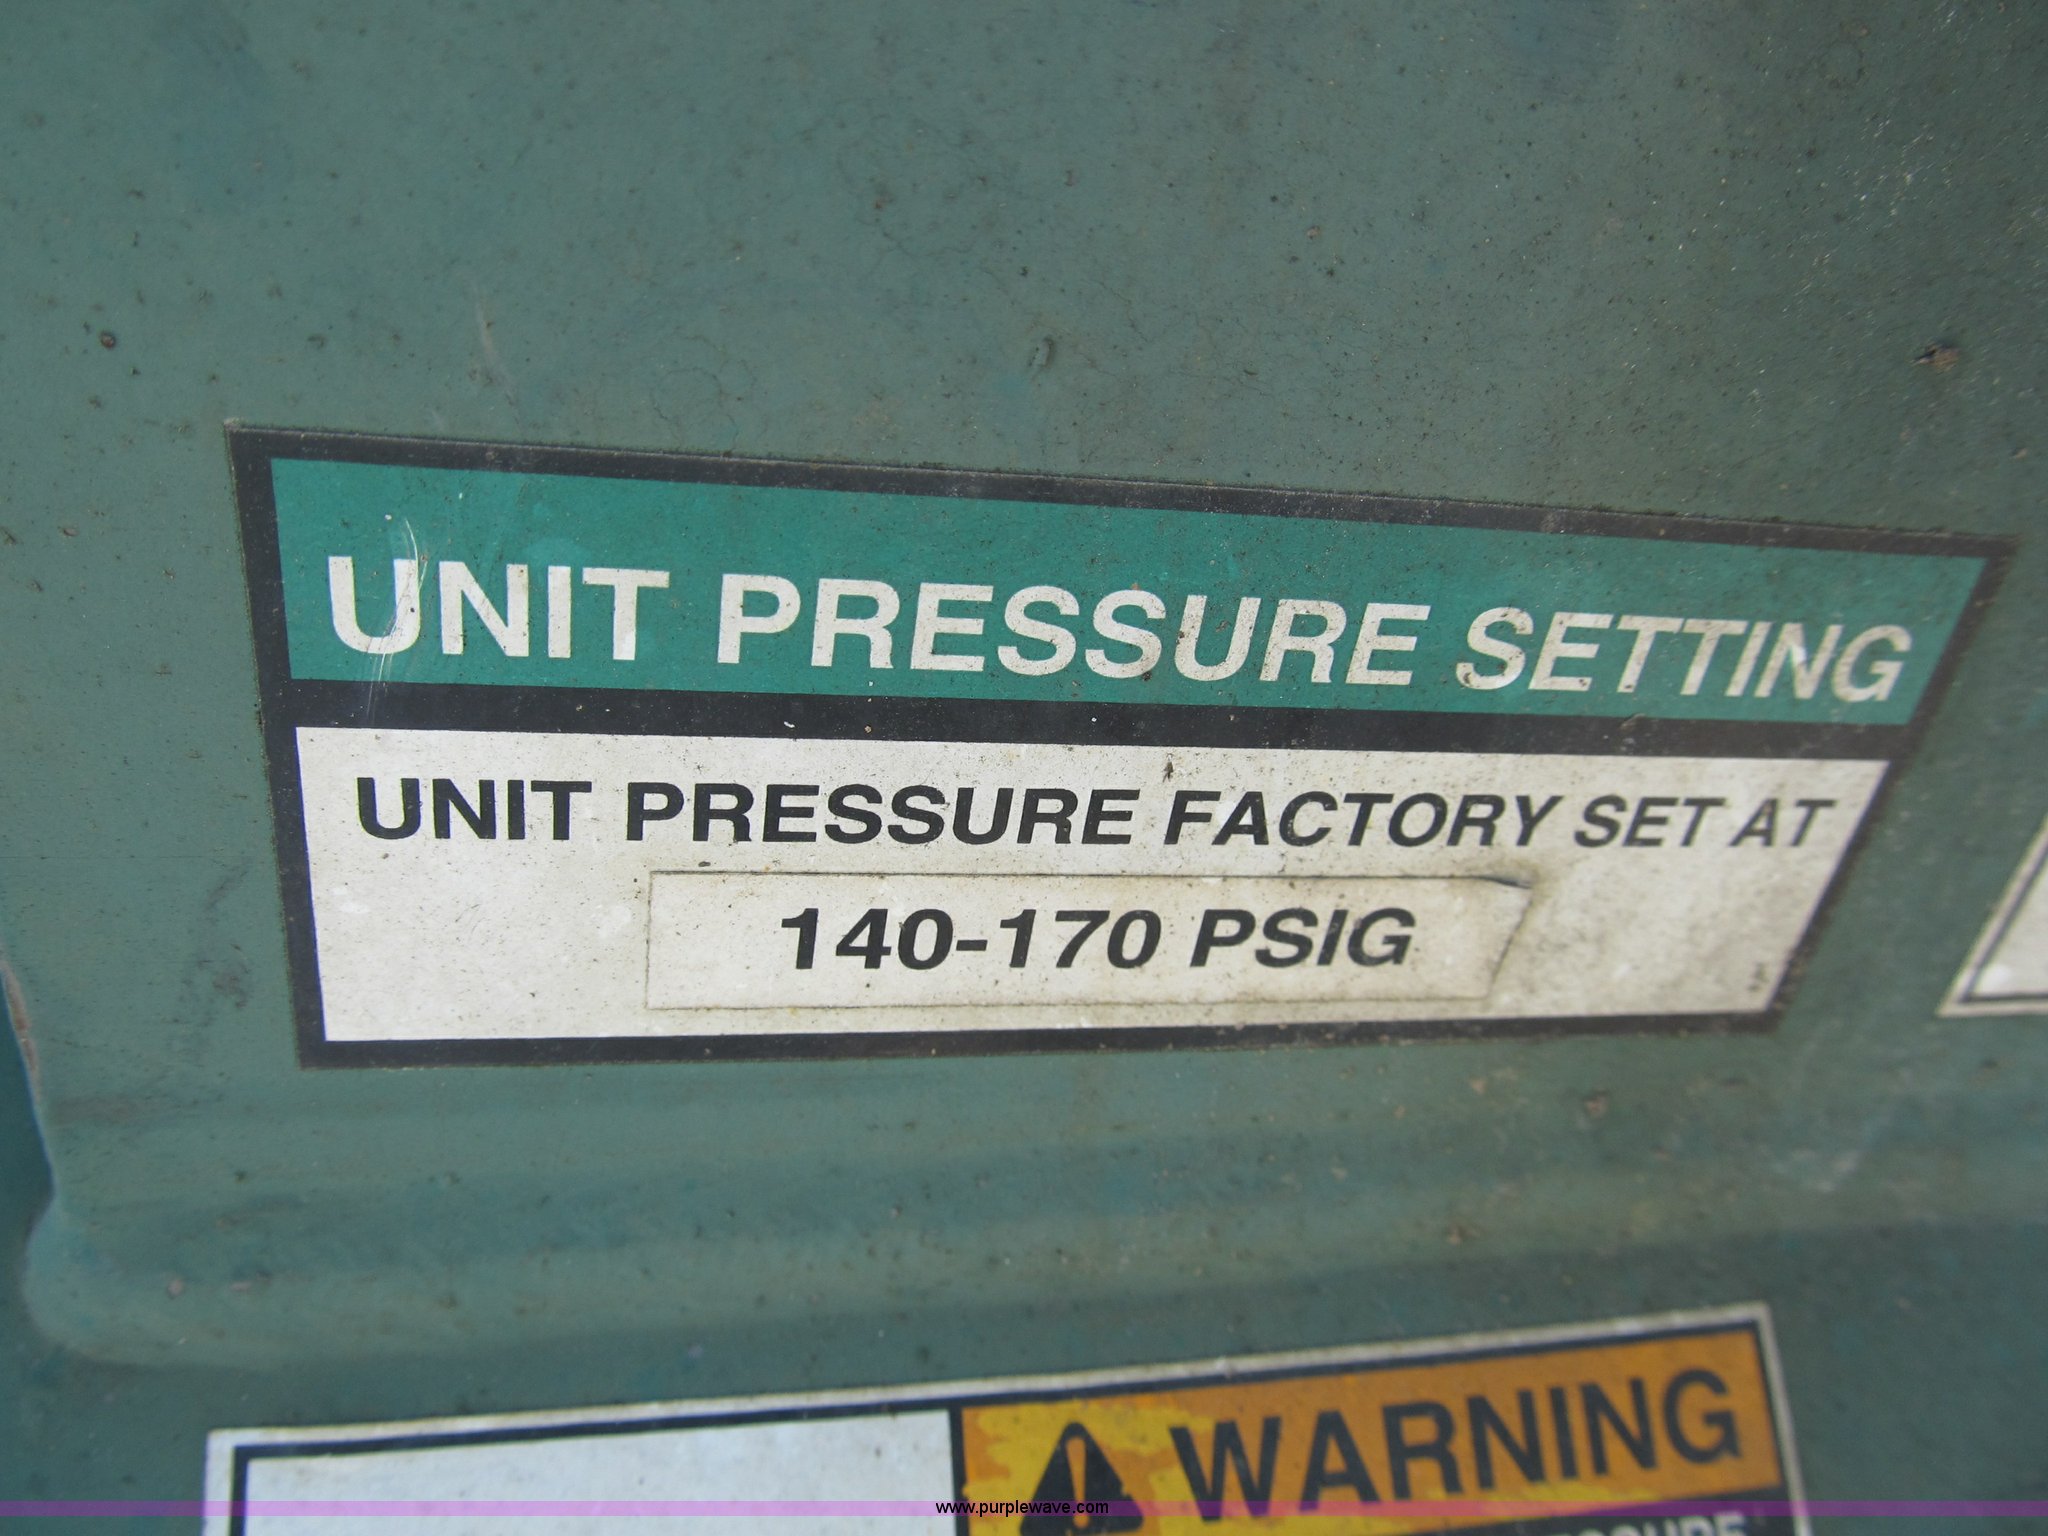 UNIT PRESSURE SETTING
UNIT PRESSURE FACTORY SET AT
140-170 PSIG
WARNING
www.purplewave.com